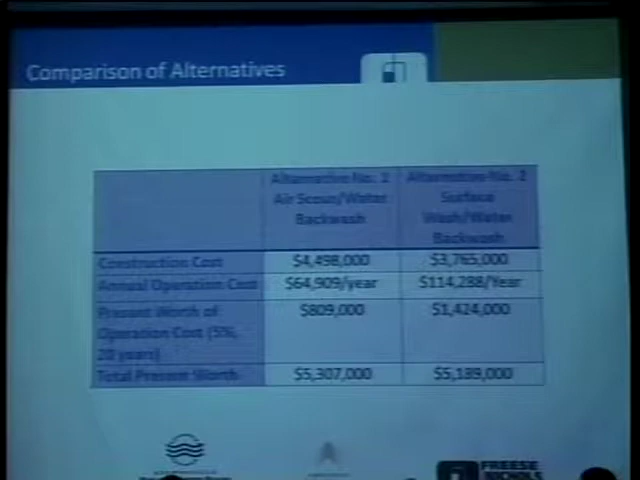 Comparison of Alternatives
Alternative No. 1
Air Scour/Water
Backwash
Alternative No. 2
Surface
Wash/Water
Backwash
Construction Cost
$4,498,000
$3,765,000
Annual Operation Cost
$64,909/year
$114,288/Year
Present Worth of
Operation Cost (5%,
20 years)
$809,000
$1,424,000
Total Present Worth
$5,307,000
$5,189,000
FREESE
NICHOLS